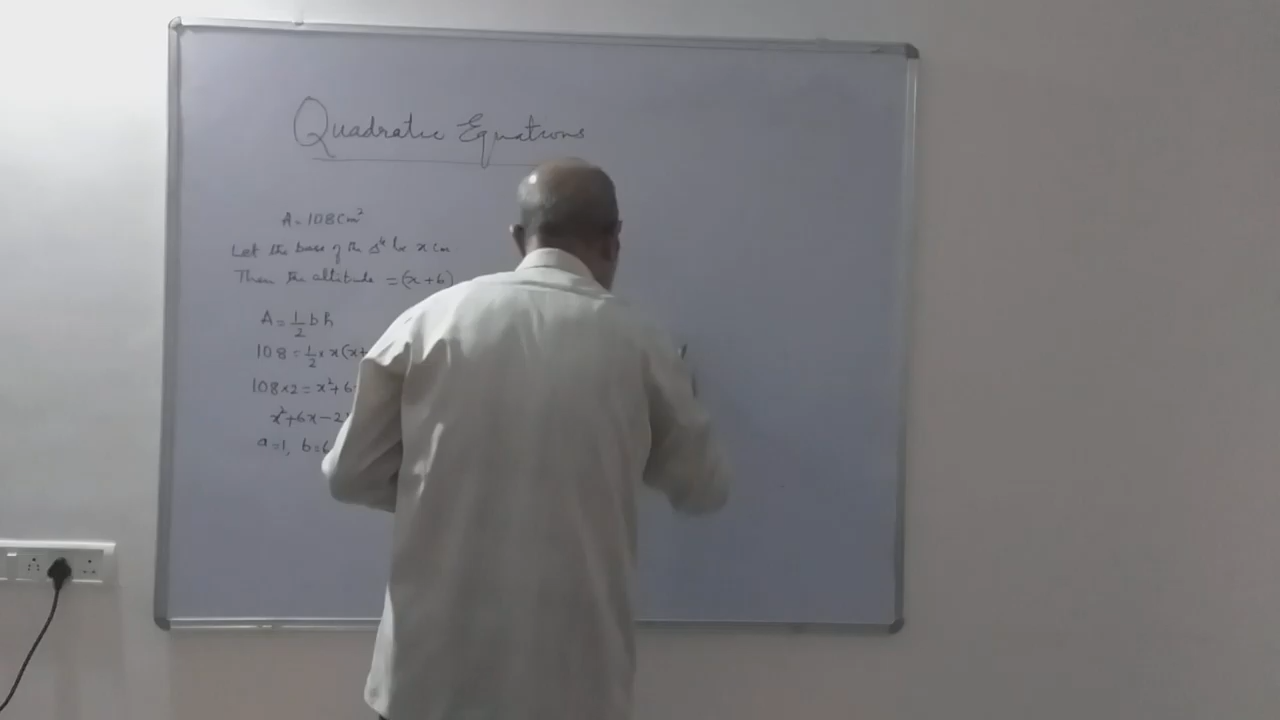 Quadratic Equations
A = 108 Cm²
Let the base of the Δle be x cm
Then the altitude = (x + 6)
A = 1/2 b h
108 = 1/2 × x(x+
108 × 2 = x² + 6
x² + 6x - 2
a = 1, b = 6